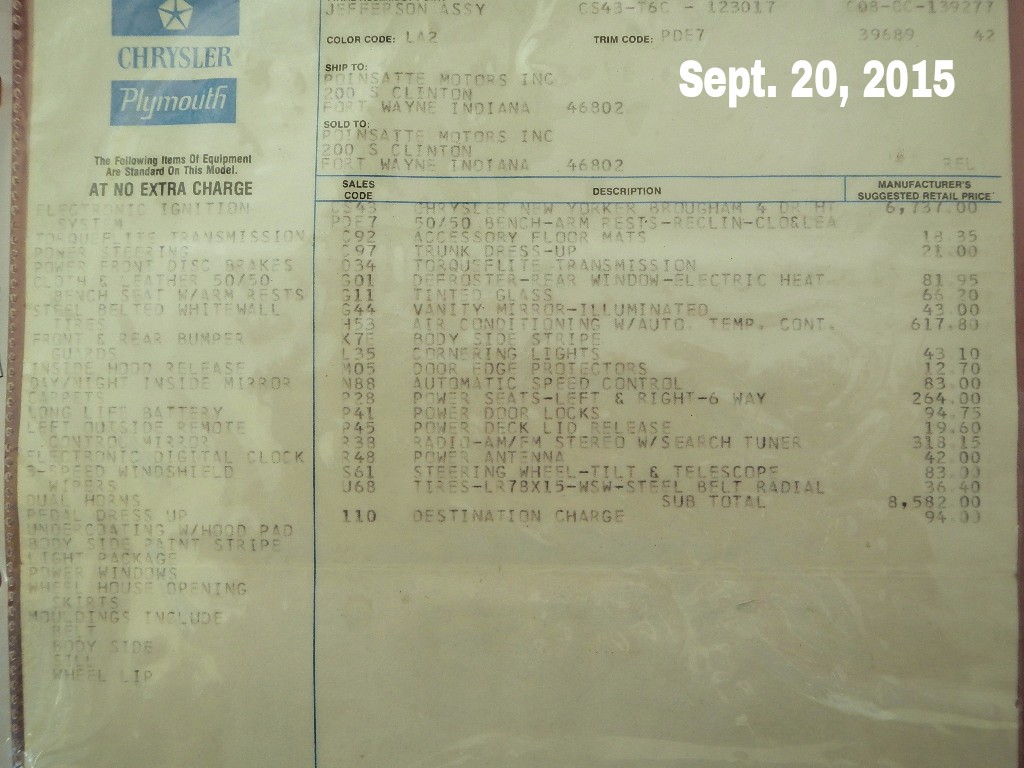 JEFFERSON ASSY CS43-T6C - 123017 C08-GC-139277
COLOR CODE: LA2 TRIM CODE: PDE7 39689 42
CHRYSLER
Plymouth
Sept. 20, 2015
SHIP TO:
POINSATTE MOTORS INC
200 S CLINTON
FORT WAYNE INDIANA 46802
SOLD TO:
POINSATTE MOTORS INC
200 S CLINTON
FORT WAYNE INDIANA 46802
The Following Items Of Equipment
Are Standard On This Model.
AT NO EXTRA CHARGE
ELECTRONIC IGNITION
SYSTEM
TORQUEFLITE TRANSMISSION
POWER STEERING
POWER FRONT DISC BRAKES
CLOTH & LEATHER 50/50
BENCH SEAT W/ARM RESTS
STEEL BELTED WHITEWALL
TIRES
FRONT & REAR BUMPER
GUARDS
INSIDE HOOD RELEASE
DAY/NIGHT INSIDE MIRROR
CARPETS
LONG LIFE BATTERY
LEFT OUTSIDE REMOTE
CONTROL MIRROR
ELECTRONIC DIGITAL CLOCK
3-SPEED WINDSHIELD
WIPERS
DUAL HORNS
PEDAL DRESS UP
UNDERCOATING W/HOOD PAD
BODY SIDE PAINT STRIPE
LIGHT PACKAGE
POWER WINDOWS
WHEEL HOUSE OPENING
SKIRTS
MOULDINGS INCLUDE
BELT
BODY SIDE
SILL
WHEEL LIP
SALES CODE DESCRIPTION MANUFACTURER'S SUGGESTED RETAIL PRICE
CS43 CHRYSLER NEW YORKER BROUGHAM 4 DR HT 6,737.00
PDE7 50/50 BENCH-ARM RESTS-RECLIN-CLO&LEA
C92 ACCESSORY FLOOR MATS 18.35
C97 TRUNK DRESS-UP 21.00
D34 TORQUEFLITE TRANSMISSION
G01 DEFROSTER-REAR WINDOW-ELECTRIC HEAT 81.95
G11 TINTED GLASS 66.20
G44 VANITY MIRROR-ILLUMINATED 43.00
H53 AIR CONDITIONING W/AUTO. TEMP. CONT. 617.80
K7E BODY SIDE STRIPE
L35 CORNERING LIGHTS 43.10
M05 DOOR EDGE PROTECTORS 12.70
N88 AUTOMATIC SPEED CONTROL 83.00
P28 POWER SEATS-LEFT & RIGHT-6 WAY 264.00
P41 POWER DOOR LOCKS 94.75
P45 POWER DECK LID RELEASE 19.60
R38 RADIO-AM/FM STEREO W/SEARCH TUNER 318.15
R48 POWER ANTENNA 42.00
S61 STEERING WHEEL-TILT & TELESCOPE 83.00
U68 TIRES-LR78X15-WSW-STEEL BELT RADIAL 36.40
SUB TOTAL 8,582.00
110 DESTINATION CHARGE 94.00